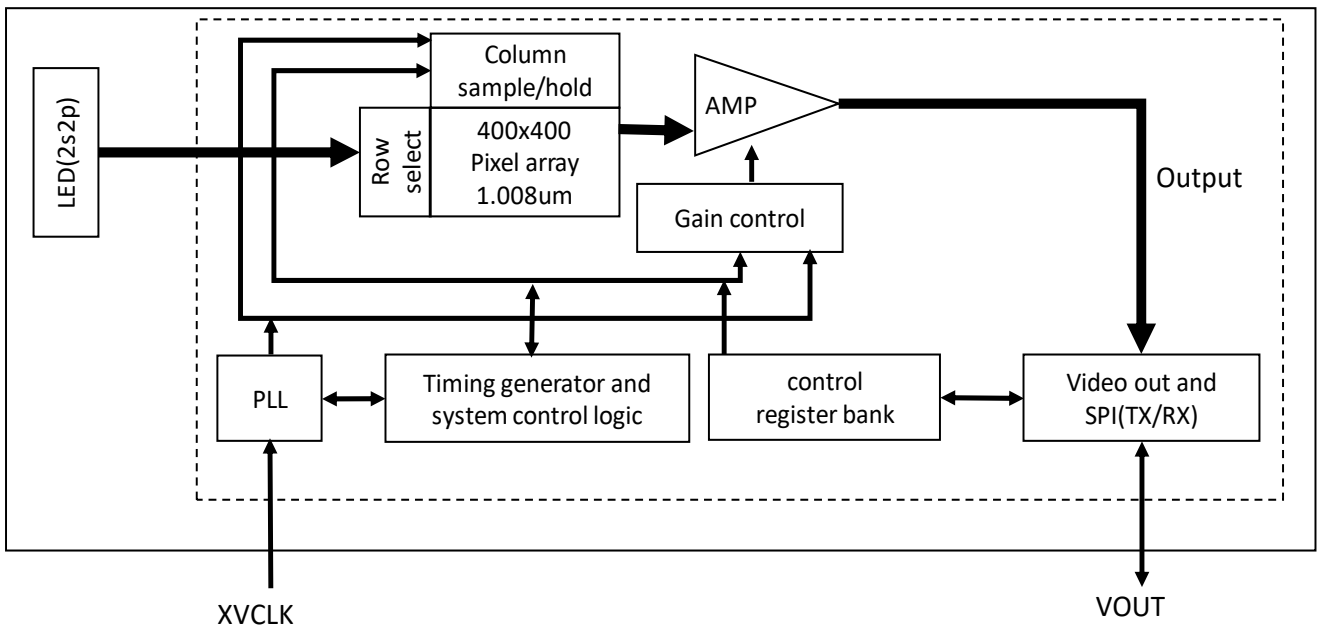 LED(2s2p)
Column
sample/hold
Row
select
400x400
Pixel array
1.008um
AMP
Gain control
Output
PLL
Timing generator and
system control logic
control
register bank
Video out and
SPI(TX/RX)
XVCLK
VOUT